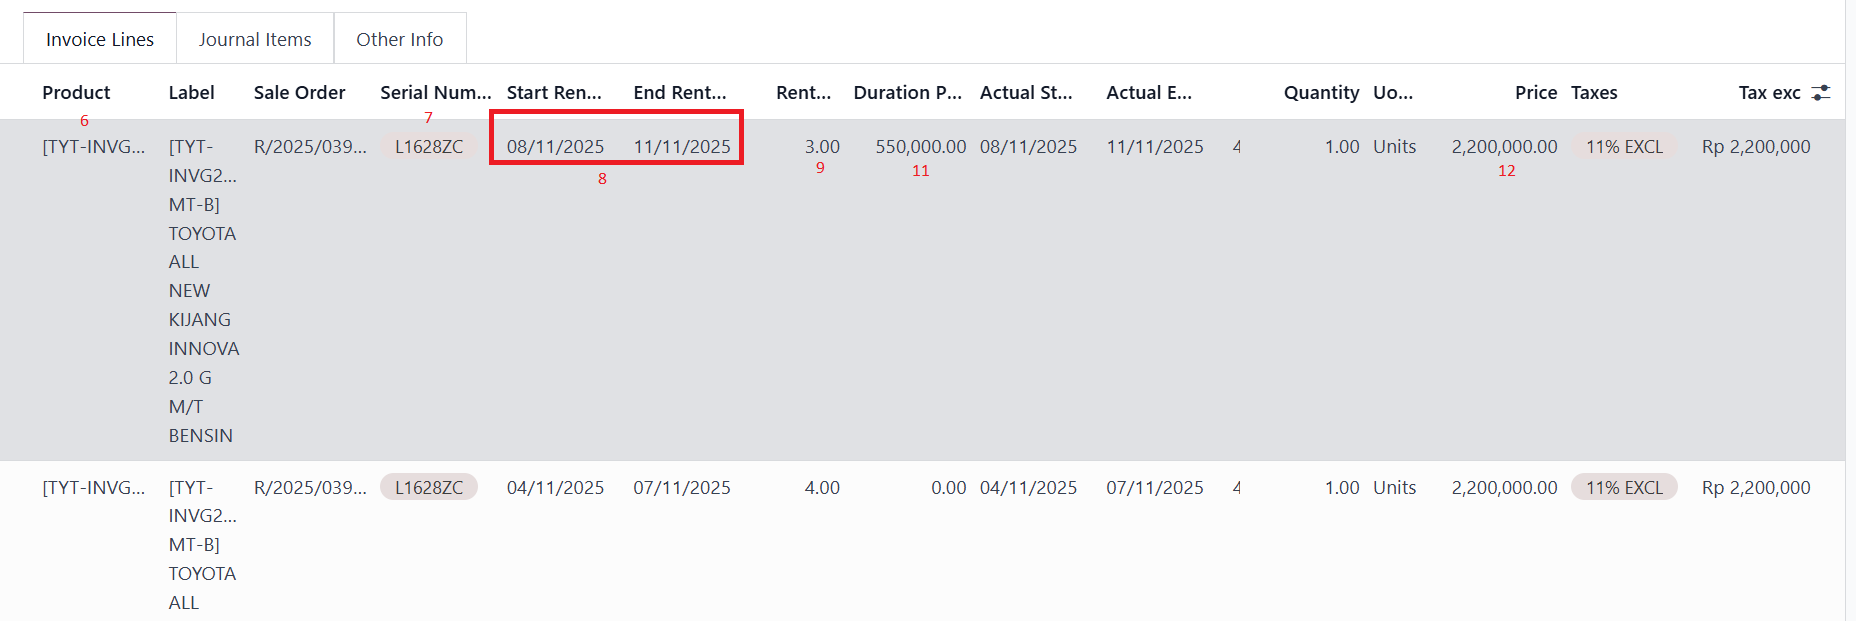 Invoice Lines Journal Items Other Info
Product Label Sale Order Serial Num... Start Ren... End Rent... Rent... Duration P... Actual St... Actual E... Quantity Uo... Price Taxes Tax exc
6 7
[TYT-INVG... [TYT- R/2025/039... L1628ZC 08/11/2025 11/11/2025 3.00 550,000.00 08/11/2025 11/11/2025 4 1.00 Units 2,200,000.00 11% EXCL Rp 2,200,000
8 9 11 12
INVG2...
MT-B]
TOYOTA
ALL
NEW
KIJANG
INNOVA
2.0 G
M/T
BENSIN
[TYT-INVG... [TYT- R/2025/039... L1628ZC 04/11/2025 07/11/2025 4.00 0.00 04/11/2025 07/11/2025 4 1.00 Units 2,200,000.00 11% EXCL Rp 2,200,000
INVG2...
MT-B]
TOYOTA
ALL